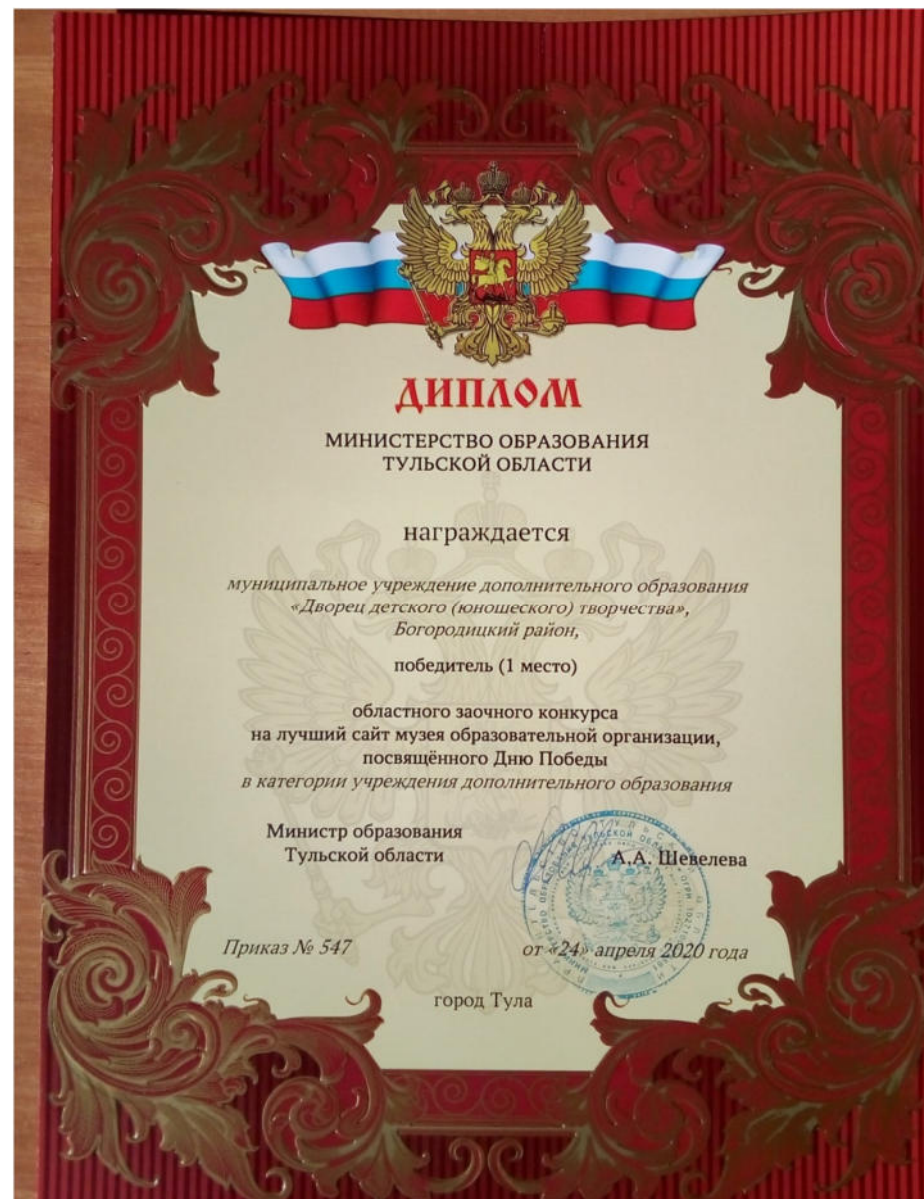 ДИПЛОМ
МИНИСТЕРСТВО ОБРАЗОВАНИЯ
ТУЛЬСКОЙ ОБЛАСТИ
награждается
муниципальное учреждение дополнительного образования
«Дворец детского (юношеского) творчества»,
Богородицкий район,
победитель (1 место)
областного заочного конкурса
на лучший сайт музея образовательной организации,
посвящённого Дню Победы
в категории учреждения дополнительного образования
Министр образования
Тульской области
А.А. Шевелева
Приказ № 547 от «24» апреля 2020 года
город Тула